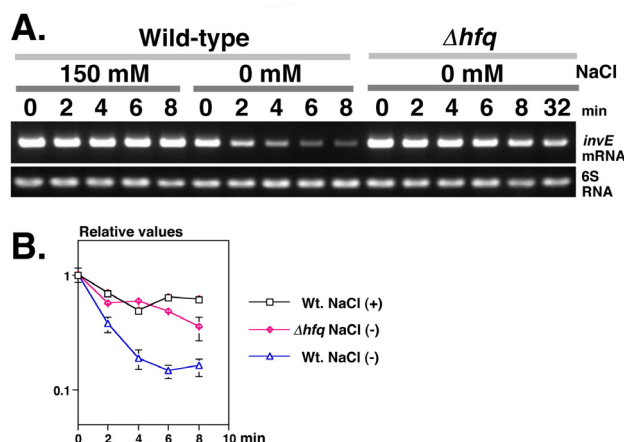 A.
Wild-type Δhfq
150 mM 0 mM 0 mM NaCl
0 2 4 6 8 0 2 4 6 8 0 2 4 6 8 32 min
invE
mRNA
6S
RNA
B.
Relative values
1
0.1
0 2 4 6 8 10 min
Wt. NaCl (+)
Δhfq NaCl (-)
Wt. NaCl (-)